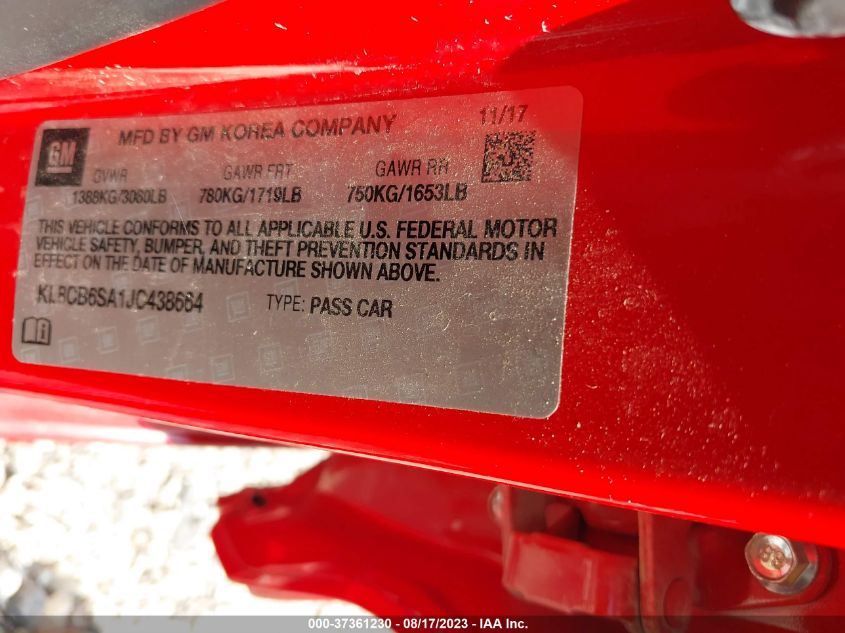 GM
MFD BY GM KOREA COMPANY
11/17
GVWR GAWR FRT GAWR RR
1388KG/3060LB 780KG/1719LB 750KG/1653LB
THIS VEHICLE CONFORMS TO ALL APPLICABLE U.S. FEDERAL MOTOR
VEHICLE SAFETY, BUMPER, AND THEFT PREVENTION STANDARDS IN
EFFECT ON THE DATE OF MANUFACTURE SHOWN ABOVE.
KL8CB6SA1JC438664 TYPE: PASS CAR
000-37361230 - 08/17/2023 - IAA Inc.